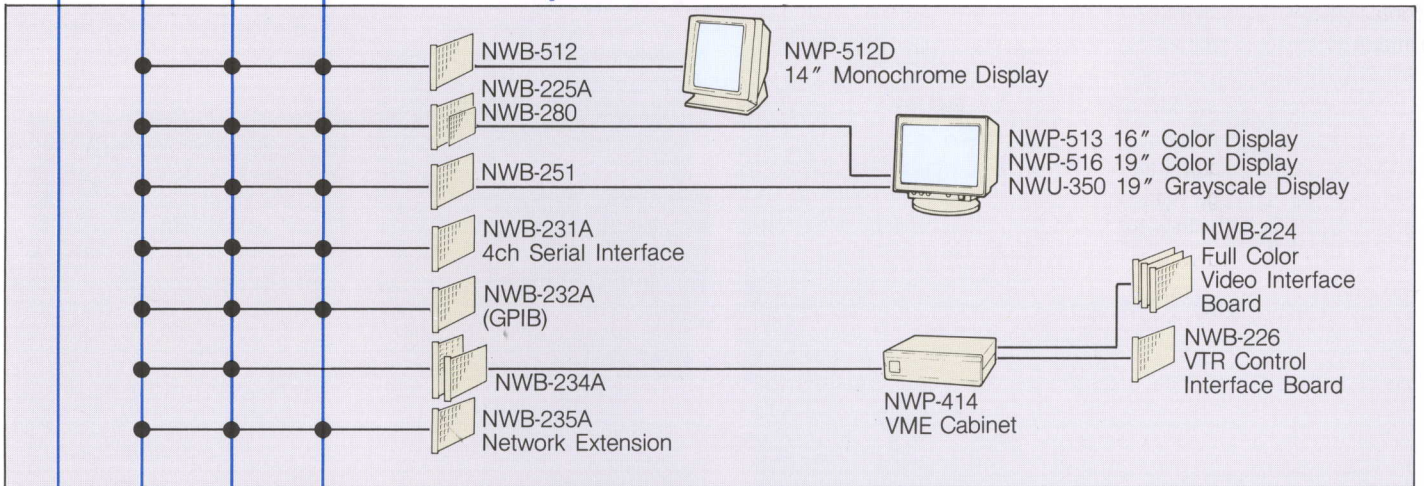 NWB-512
NWP-512D
14″ Monochrome Display
NWB-225A
NWB-280
NWP-513 16″ Color Display
NWP-516 19″ Color Display
NWU-350 19″ Grayscale Display
NWB-251
NWB-231A
4ch Serial Interface
NWB-224
Full Color
Video Interface
Board
NWB-232A
(GPIB)
NWB-226
VTR Control
Interface Board
NWB-234A
NWP-414
VME Cabinet
NWB-235A
Network Extension